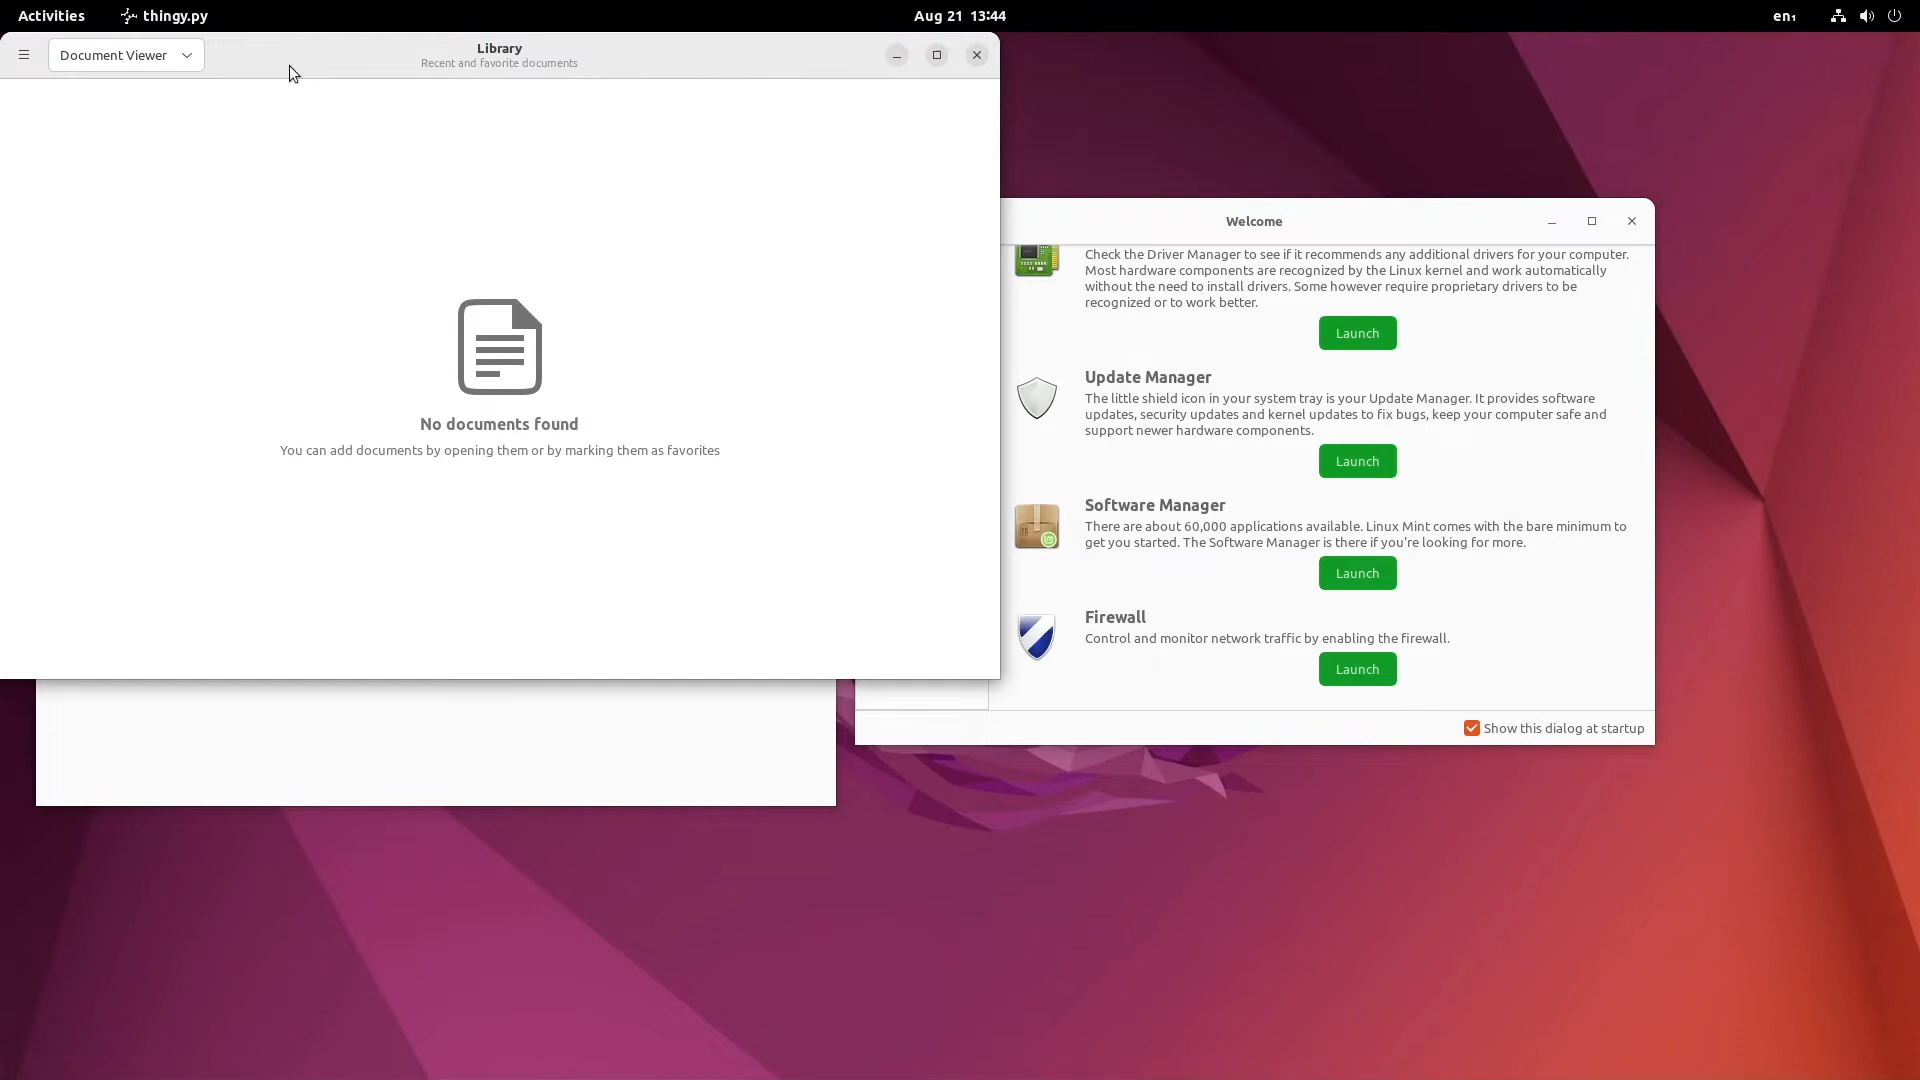 Activities
thingy.py
Aug 21 13:44
en₁
Document Viewer
Library
Recent and favorite documents
No documents found
You can add documents by opening them or by marking them as favorites
Welcome
Check the Driver Manager to see if it recommends any additional drivers for your computer.
Most hardware components are recognized by the Linux kernel and work automatically
without the need to install drivers. Some however require proprietary drivers to be
recognized or to work better.
Launch
Update Manager
The little shield icon in your system tray is your Update Manager. It provides software
updates, security updates and kernel updates to fix bugs, keep your computer safe and
support newer hardware components.
Launch
Software Manager
There are about 60,000 applications available. Linux Mint comes with the bare minimum to
get you started. The Software Manager is there if you're looking for more.
Launch
Firewall
Control and monitor network traffic by enabling the firewall.
Launch
Show this dialog at startup